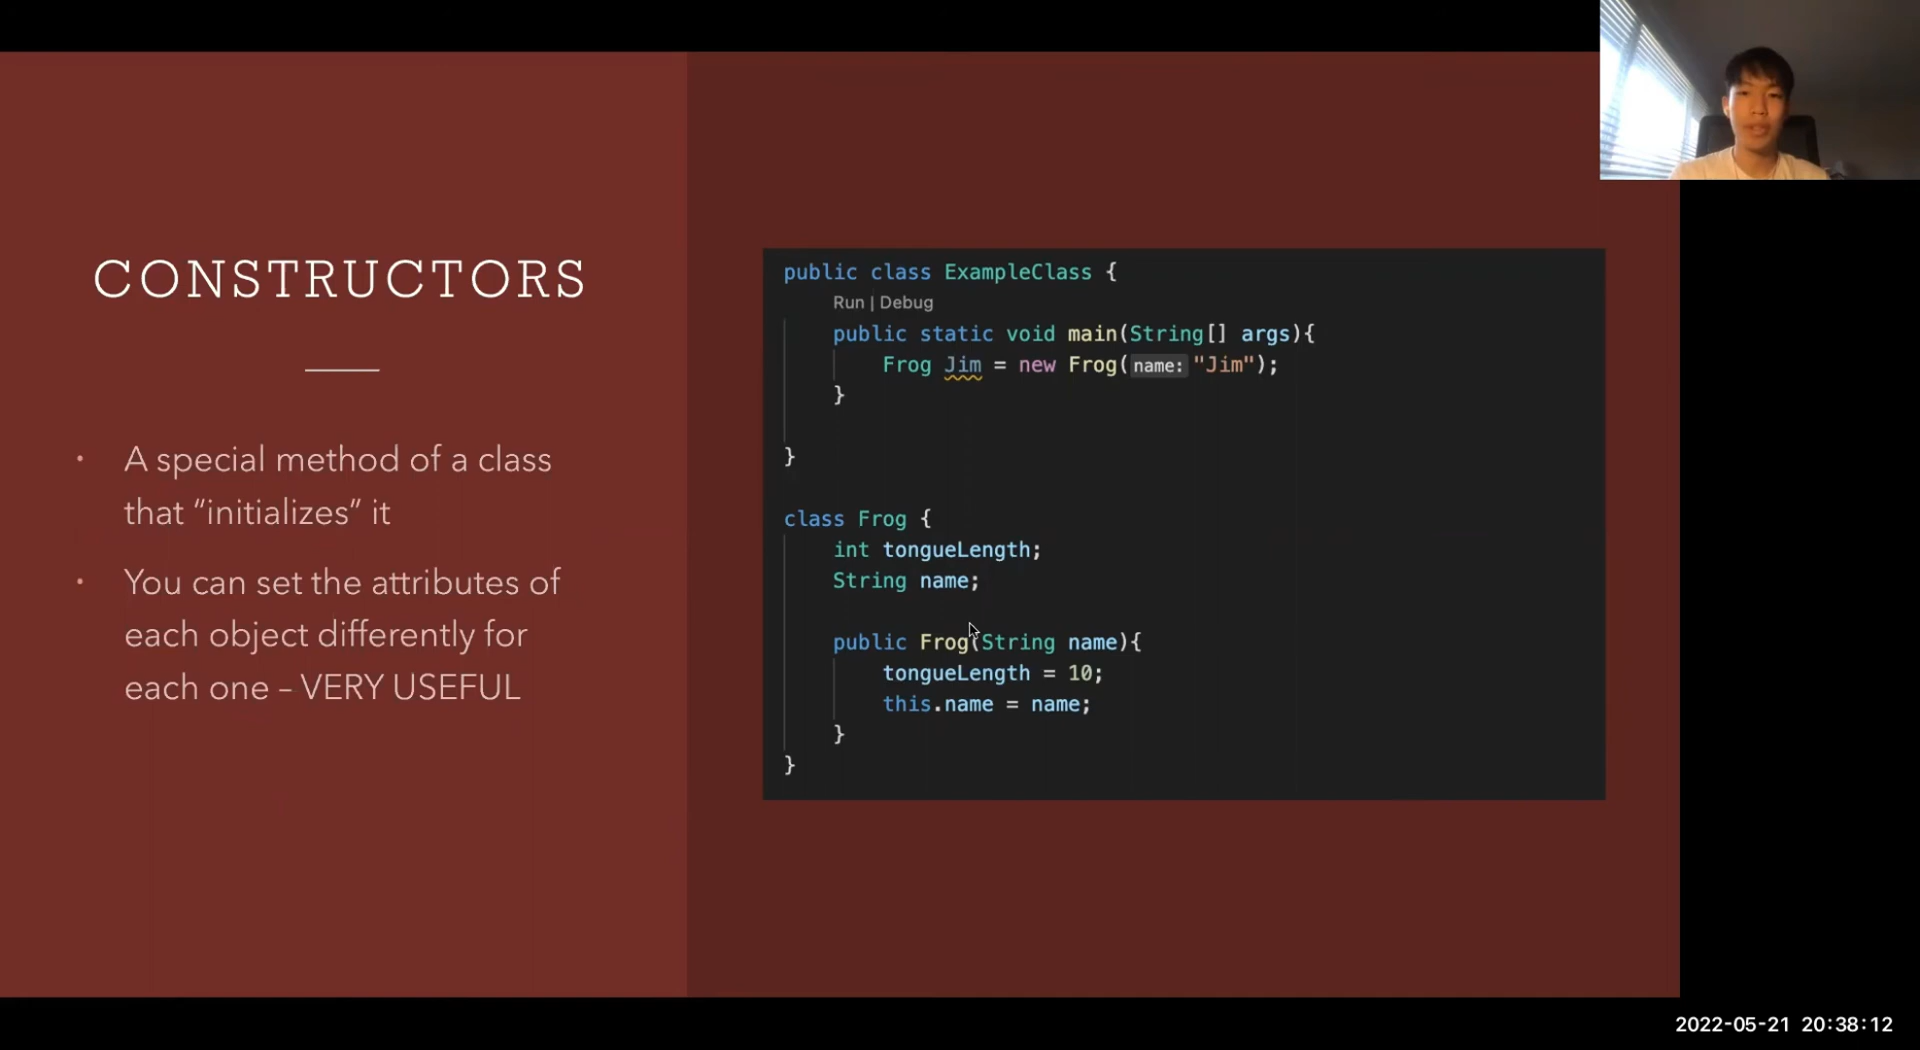 CONSTRUCTORS
• A special method of a class
that “initializes” it
• You can set the attributes of
each object differently for
each one – VERY USEFUL
public class ExampleClass {
Run | Debug
public static void main(String[] args){
Frog Jim = new Frog(name: "Jim");
}
}
class Frog {
int tongueLength;
String name;
public Frog(String name){
tongueLength = 10;
this.name = name;
}
}
2022-05-21 20:38:12